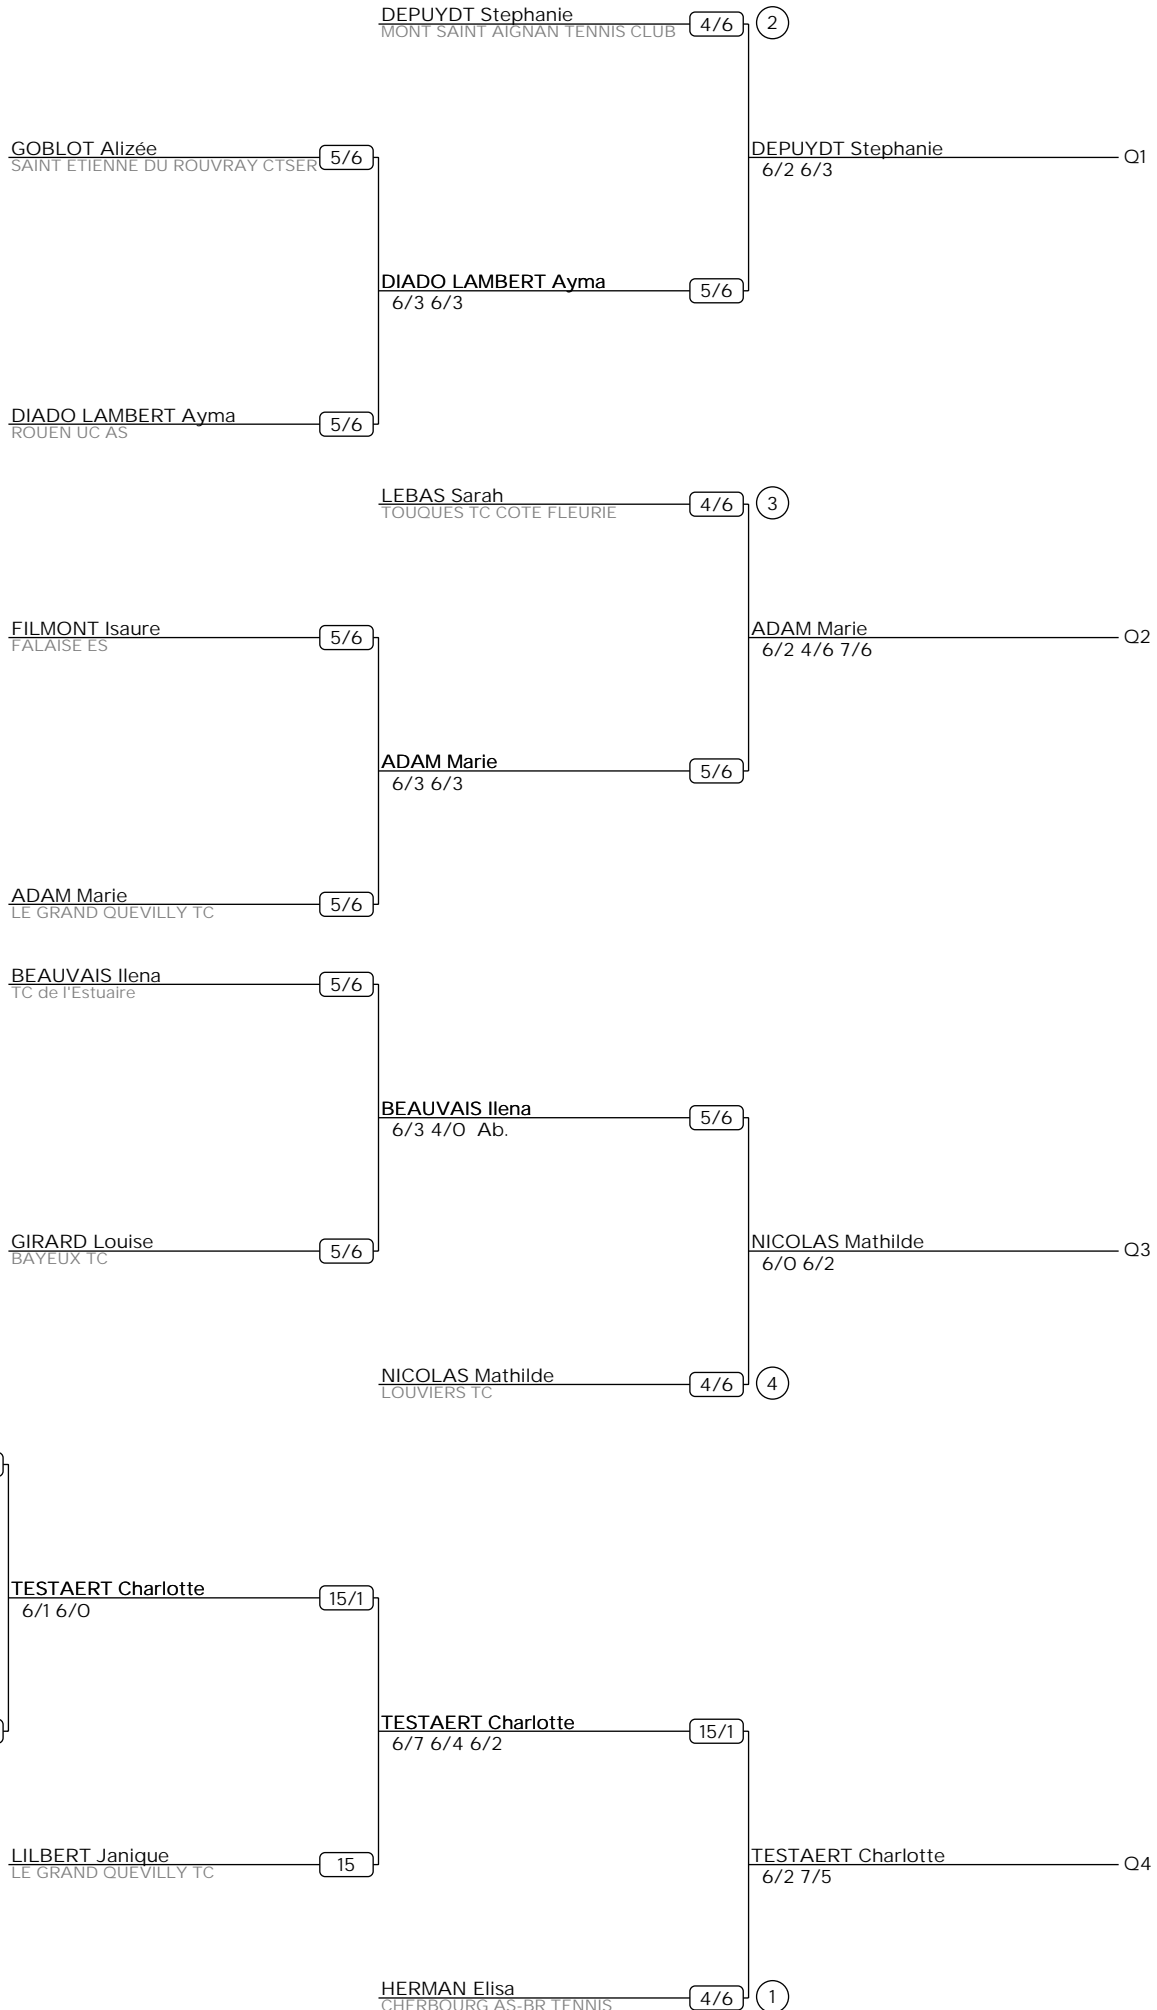 DEPUYDT Stephanie
MONT SAINT AIGNAN TENNIS CLUB
4/6
2
GOBLOT Alizée
SAINT ETIENNE DU ROUVRAY CTSER
5/6
DEPUYDT Stephanie
6/2 6/3
Q1
DIADO LAMBERT Ayma
6/3 6/3
5/6
DIADO LAMBERT Ayma
ROUEN UC AS
5/6
LEBAS Sarah
TOUQUES TC COTE FLEURIE
4/6
3
FILMONT Isaure
FALAISE ES
5/6
ADAM Marie
6/2 4/6 7/6
Q2
ADAM Marie
6/3 6/3
5/6
ADAM Marie
LE GRAND QUEVILLY TC
5/6
BEAUVAIS Ilena
TC de l'Estuaire
5/6
BEAUVAIS Ilena
6/3 4/0 Ab.
5/6
GIRARD Louise
BAYEUX TC
5/6
NICOLAS Mathilde
6/0 6/2
Q3
NICOLAS Mathilde
LOUVIERS TC
4/6
4
TESTAERT Charlotte
6/1 6/0
15/1
TESTAERT Charlotte
6/7 6/4 6/2
15/1
LILBERT Janique
LE GRAND QUEVILLY TC
15
TESTAERT Charlotte
6/2 7/5
Q4
HERMAN Elisa
CHERBOURG AS-BR TENNIS
4/6
1